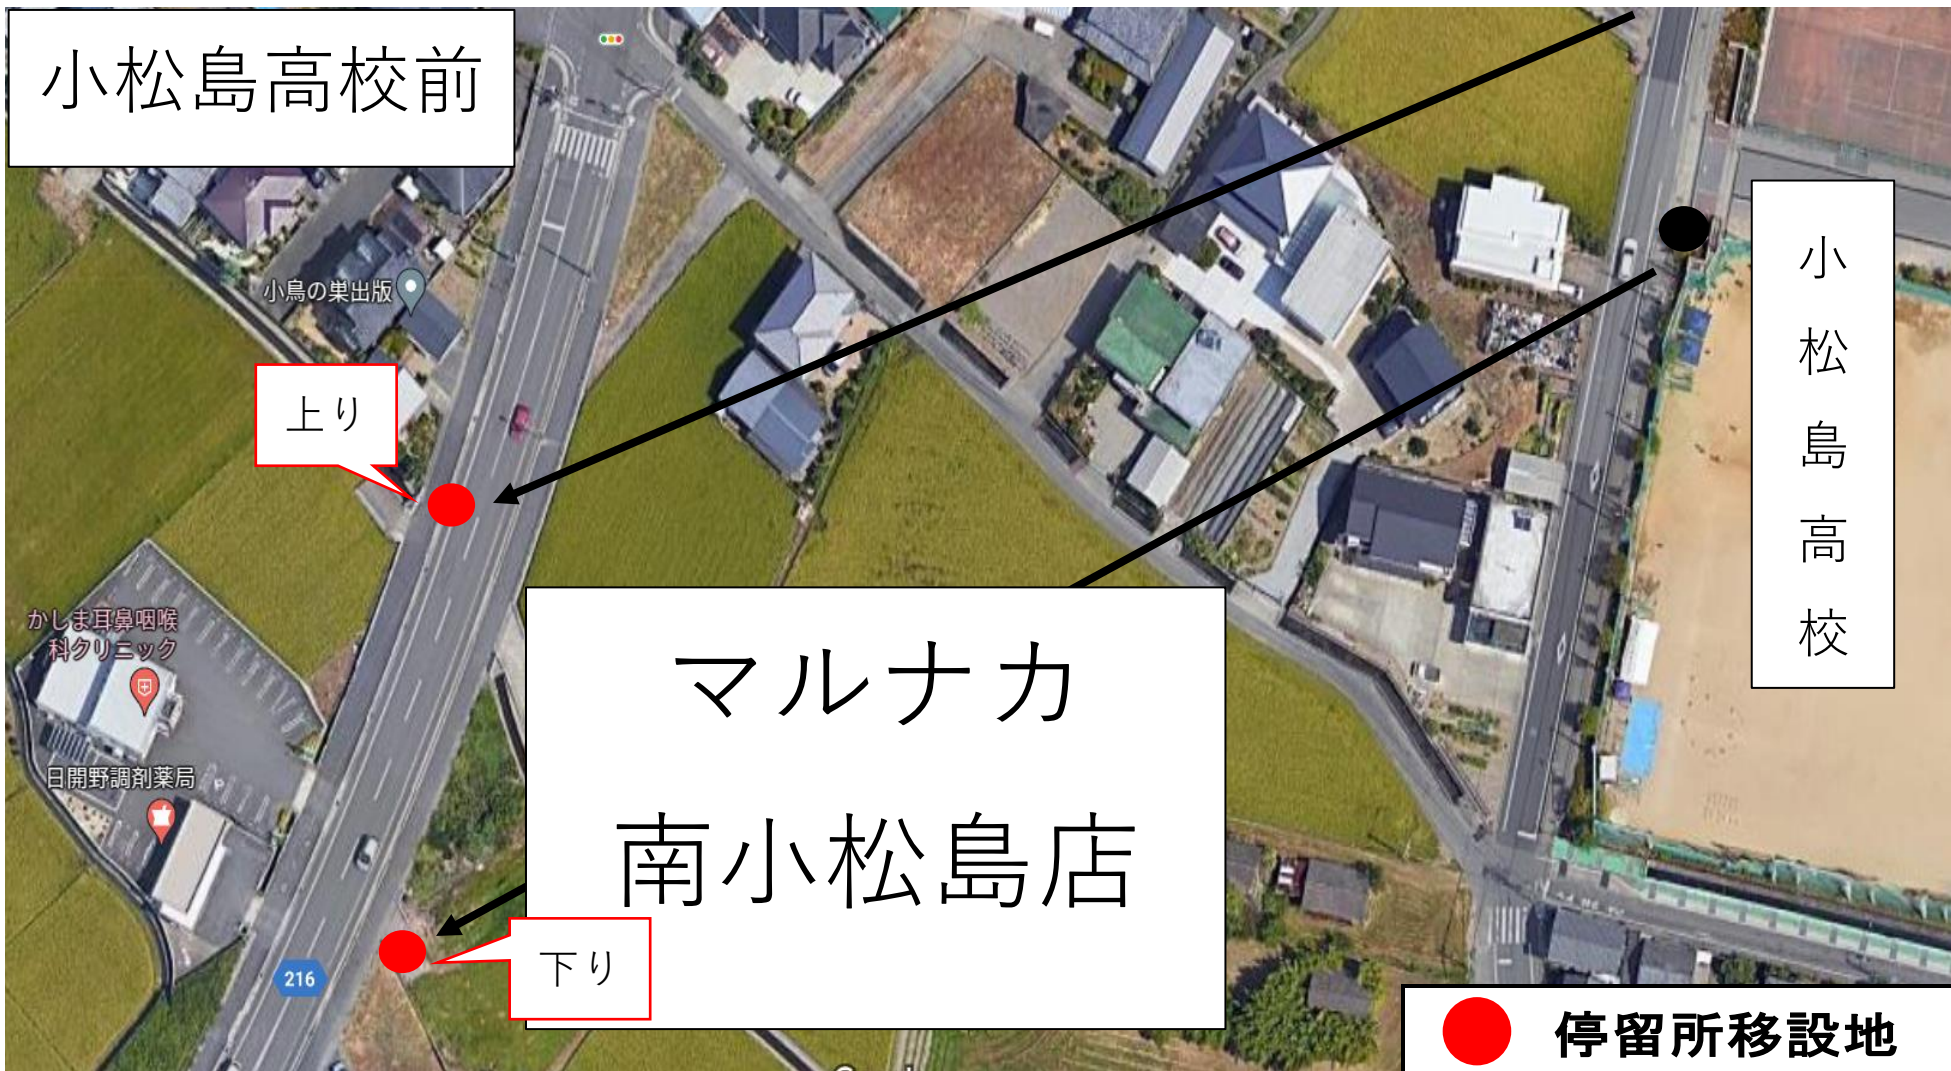 小松島高校前
小鳥の巣出版
上り
小松島高校
かしま耳鼻咽喉
科クリニック
マルナカ
南小松島店
日開野調剤薬局
下り
216
停留所移設地